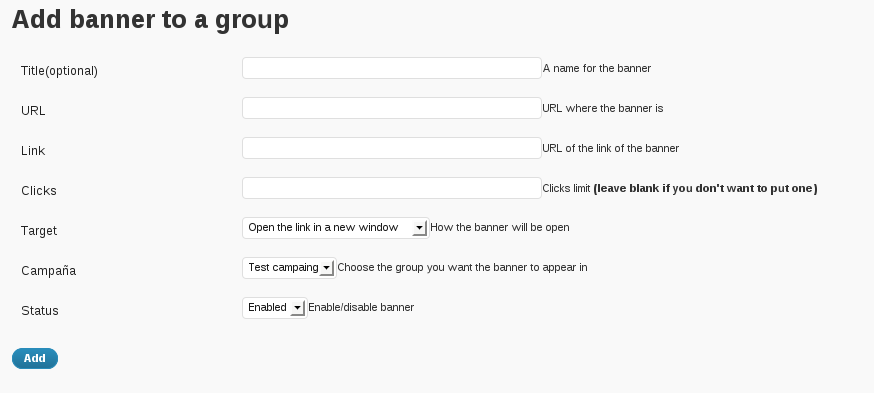 Add banner to a group
Title(optional) A name for the banner
URL URL where the banner is
Link URL of the link of the banner
Clicks Clicks limit (leave blank if you don't want to put one)
Target Open the link in a new window How the banner will be open
Campaña Test campaing Choose the group you want the banner to appear in
Status Enabled Enable/disable banner
Add